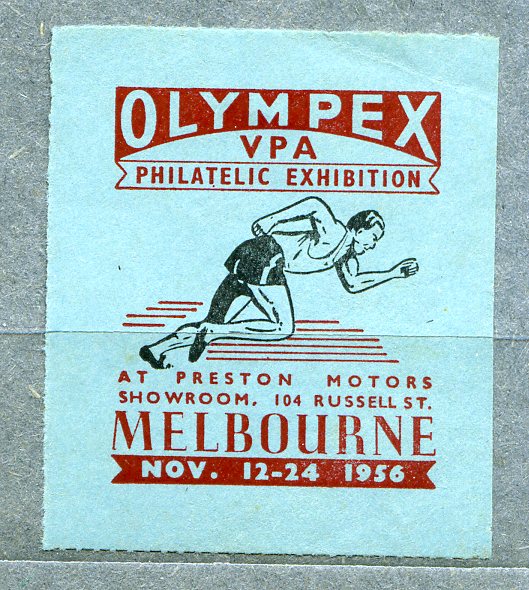 OLYMPEX
VPA
PHILATELIC EXHIBITION
AT PRESTON MOTORS
SHOWROOM, 104 RUSSELL ST.
MELBOURNE
NOV. 12-24 1956